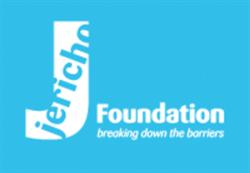 jericho
Foundation
breaking down the barriers